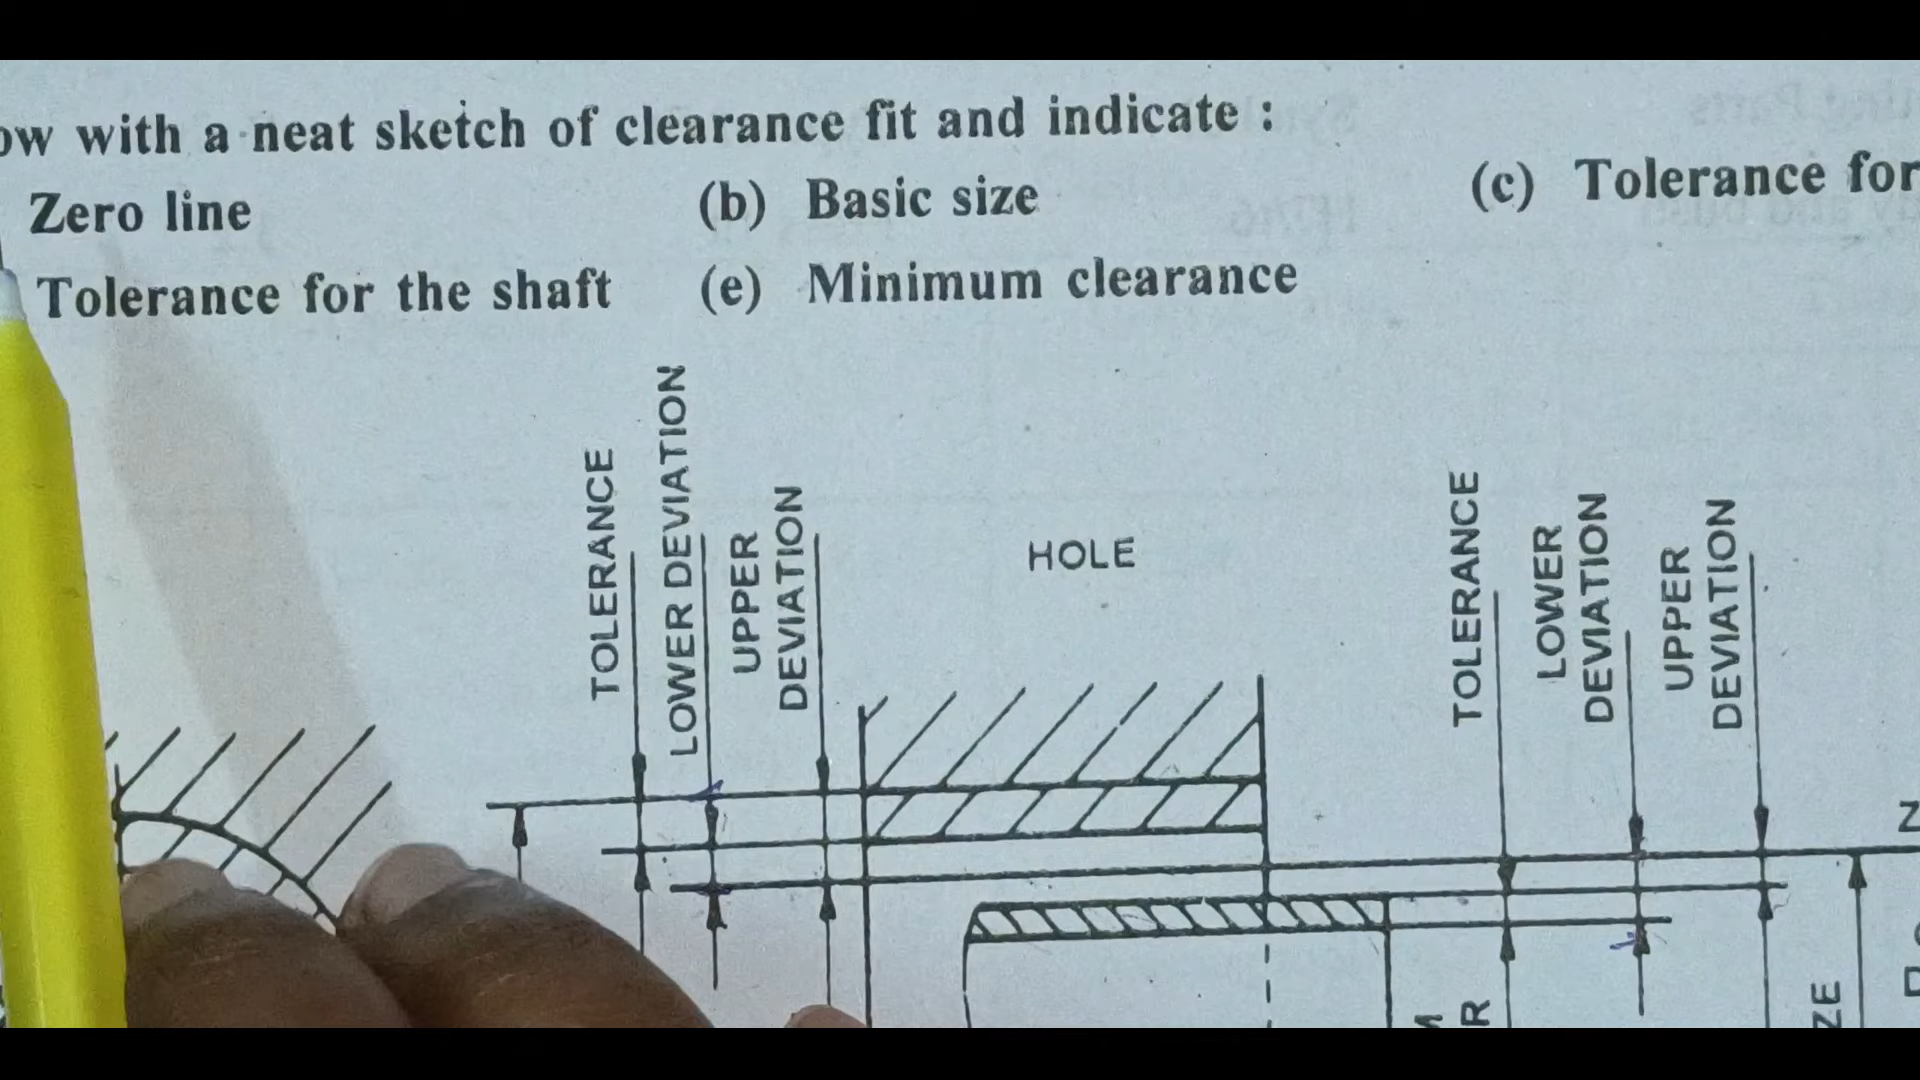 ow with a neat sketch of clearance fit and indicate :
Zero line (b) Basic size (c) Tolerance for
Tolerance for the shaft (e) Minimum clearance
TOLERANCE
LOWER DEVIATION
UPPER
DEVIATION
HOLE
TOLERANCE
LOWER
DEVIATION
UPPER
DEVIATION
Z
ZE
R